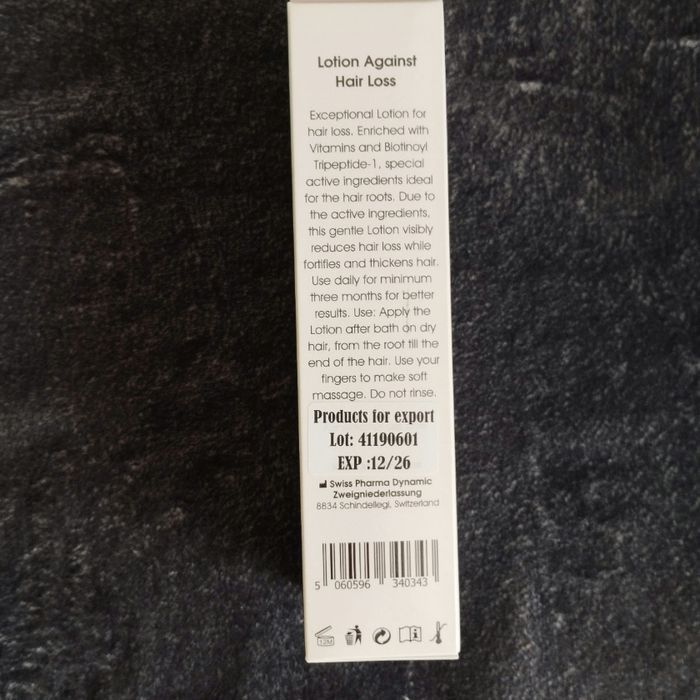 Lotion Against
Hair Loss
Exceptional Lotion for
hair loss. Enriched with
Vitamins and Biotinoyl
Tripeptide-1, special
active ingredients ideal
for the hair roots. Due to
the active ingredients,
this gentle Lotion visibly
reduces hair loss while
fortifies and thickens hair.
Use daily for minimum
three months for better
results. Use: Apply the
Lotion after bath on dry
hair, from the root till the
end of the hair. Use your
fingers to make soft
massage. Do not rinse.
Products for export
Lot: 41190601
EXP :12/26
Swiss Pharma Dynamic
Zweigniederlassung
8834 Schindellegi, Switzerland
5 060596 340343
12M